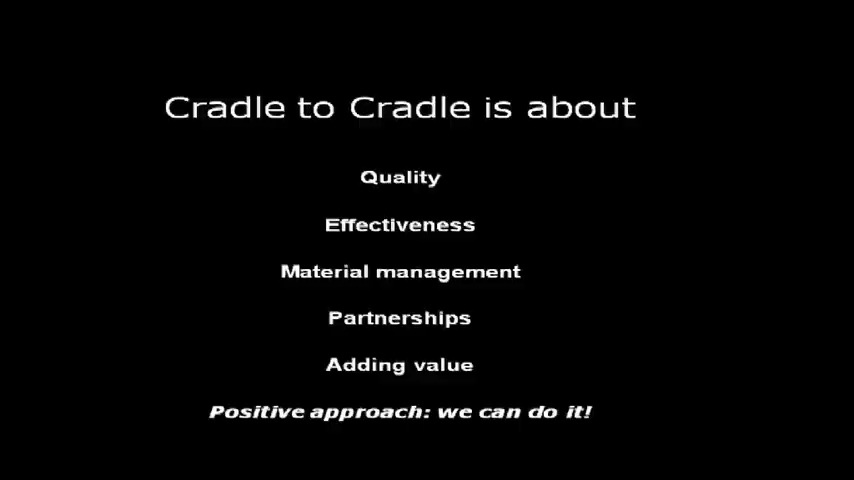 Cradle to Cradle is about
Quality
Effectiveness
Material management
Partnerships
Adding value
Positive approach: we can do it!